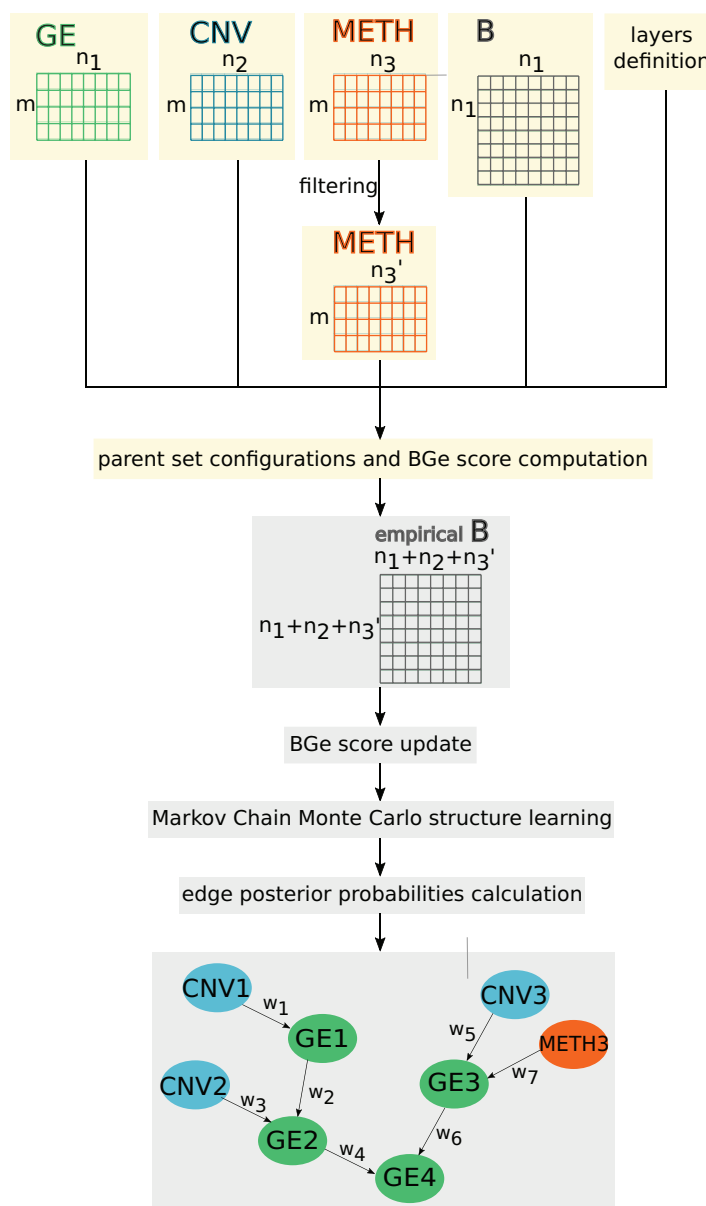 GE
n1
m
CNV
n2
m
METH
n3
m
B
n1
n1
layers
definition
filtering
METH
n3'
m
parent set configurations and BGe score computation
empirical B
n1+n2+n3'
n1+n2+n3'
BGe score update
Markov Chain Monte Carlo structure learning
edge posterior probabilities calculation
CNV1
w1
GE1
CNV2
w3
w2
GE2
w4
CNV3
w5
METH3
w7
GE3
w6
GE4